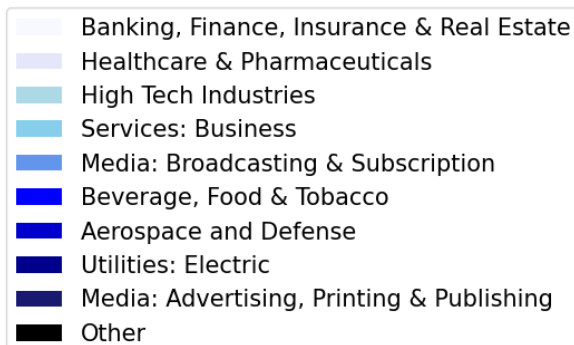 Banking, Finance, Insurance & Real Estate
Healthcare & Pharmaceuticals
High Tech Industries
Services: Business
Media: Broadcasting & Subscription
Beverage, Food & Tobacco
Aerospace and Defense
Utilities: Electric
Media: Advertising, Printing & Publishing
Other